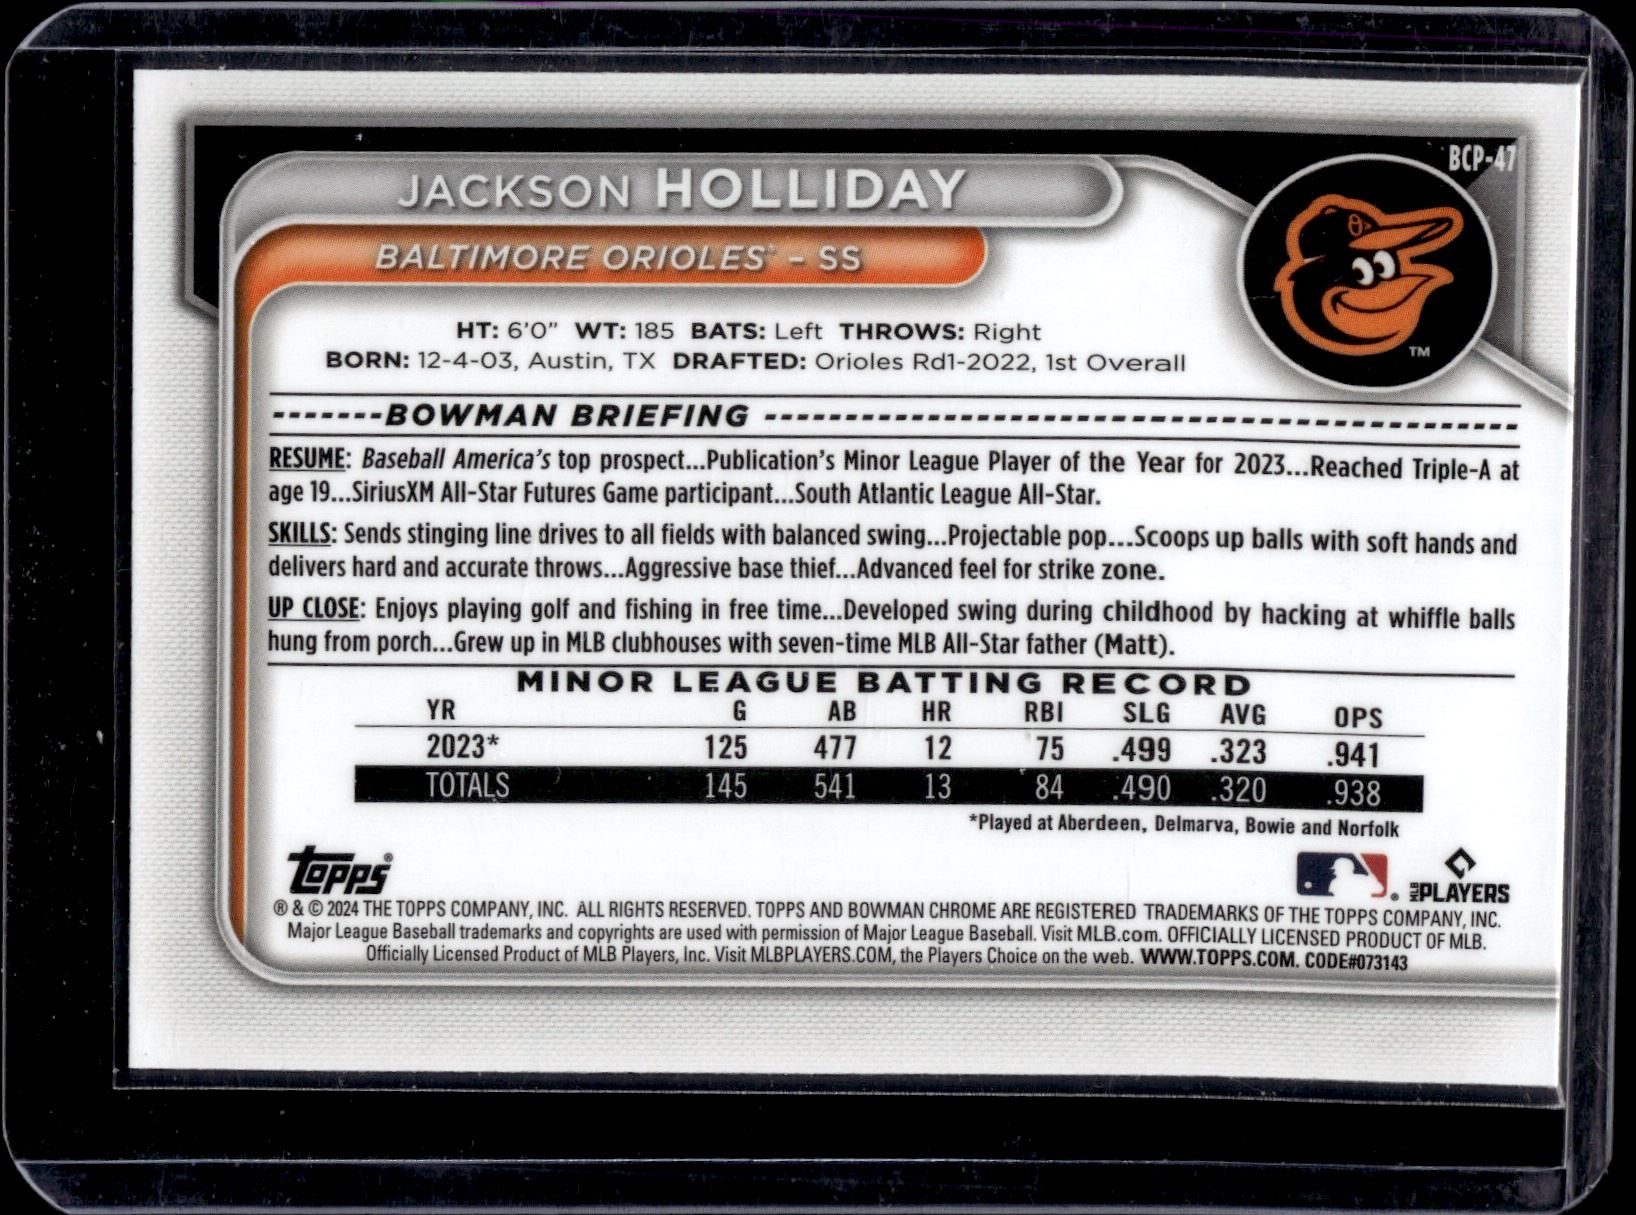 BCP-47
JACKSON HOLLIDAY
BALTIMORE ORIOLES™ – SS
HT: 6'0" WT: 185 BATS: Left THROWS: Right
BORN: 12-4-03, Austin, TX DRAFTED: Orioles Rd1-2022, 1st Overall
TM
BOWMAN BRIEFING
RESUME: Baseball America's top prospect...Publication's Minor League Player of the Year for 2023...Reached Triple-A at
age 19...SiriusXM All-Star Futures Game participant...South Atlantic League All-Star.
SKILLS: Sends stinging line drives to all fields with balanced swing...Projectable pop...Scoops up balls with soft hands and
delivers hard and accurate throws...Aggressive base thief...Advanced feel for strike zone.
UP CLOSE: Enjoys playing golf and fishing in free time...Developed swing during childhood by hacking at whiffle balls
hung from porch...Grew up in MLB clubhouses with seven-time MLB All-Star father (Matt).
MINOR LEAGUE BATTING RECORD
YR G AB HR RBI SLG AVG OPS
2023* 125 477 12 75 .499 .323 .941
TOTALS 145 541 13 84 .490 .320 .938
*Played at Aberdeen, Delmarva, Bowie and Norfolk
Topps®
® MLB PLAYERS
® & © 2024 THE TOPPS COMPANY, INC. ALL RIGHTS RESERVED. TOPPS AND BOWMAN CHROME ARE REGISTERED TRADEMARKS OF THE TOPPS COMPANY, INC.
Major League Baseball trademarks and copyrights are used with permission of Major League Baseball. Visit MLB.com. OFFICIALLY LICENSED PRODUCT OF MLB.
Officially Licensed Product of MLB Players, Inc. Visit MLBPLAYERS.COM, the Players Choice on the web. WWW.TOPPS.COM. CODE#073143